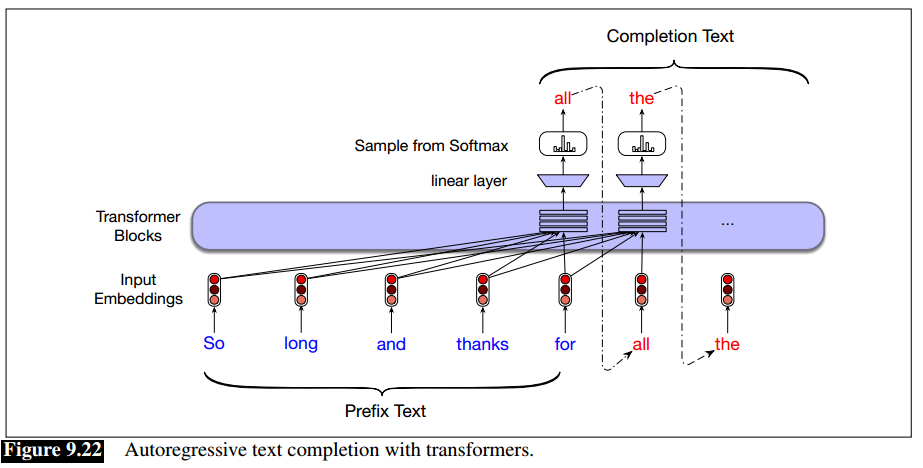 Completion Text
all the
Sample from Softmax
linear layer
Transformer
Blocks
...
Input
Embeddings
So long and thanks for all the
Prefix Text
Figure 9.22 Autoregressive text completion with transformers.